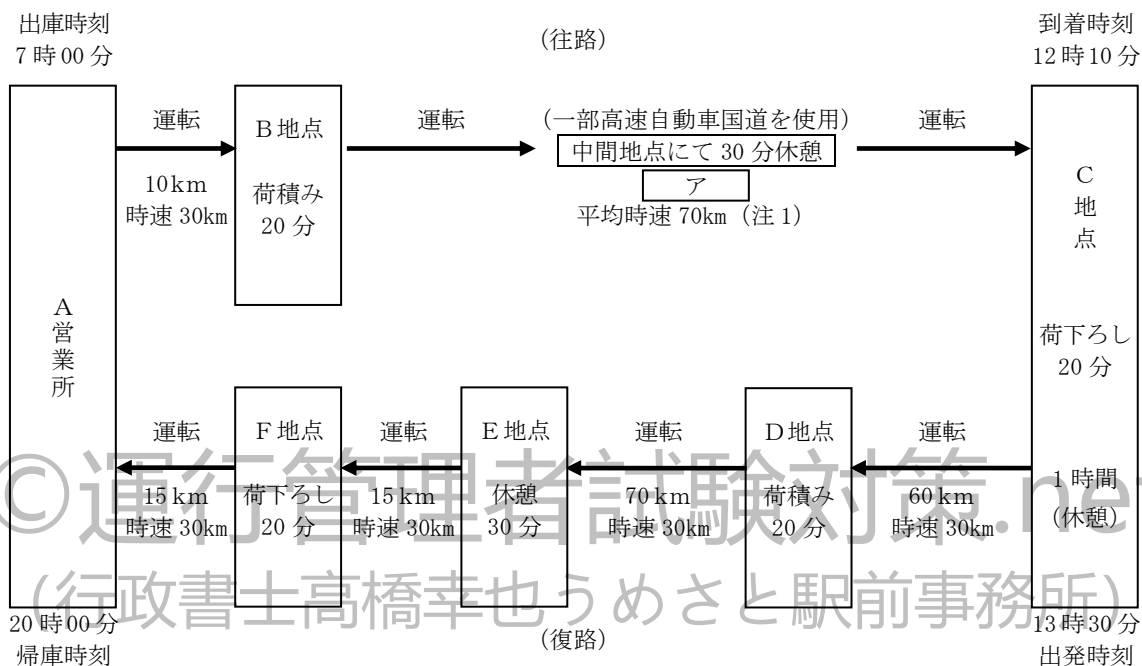 出庫時刻
7時00分
(往路)
到着時刻
12時10分
運転
10km
時速30km
B地点
荷積み
20分
運転
(一部高速自動車国道を使用)
中間地点にて30分休憩
ア
平均時速70km(注1)
運転
C
地
点
荷下ろし
20分
1時間
(休憩)
A
営
業
所
運転
15km
時速30km
F地点
荷下ろし
20分
運転
15km
時速30km
E地点
休憩
30分
運転
70km
時速30km
D地点
荷積み
20分
運転
60km
時速30km
20時00分
帰庫時刻
(復路)
13時30分
出発時刻
©運行管理者試験対策.net
(行政書士高橋幸也うめさと駅前事務所)